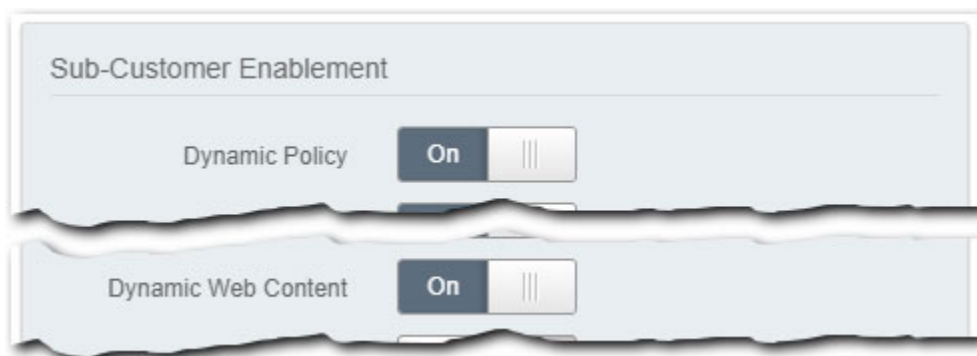 Sub-Customer Enablement
Dynamic Policy On
Dynamic Web Content On